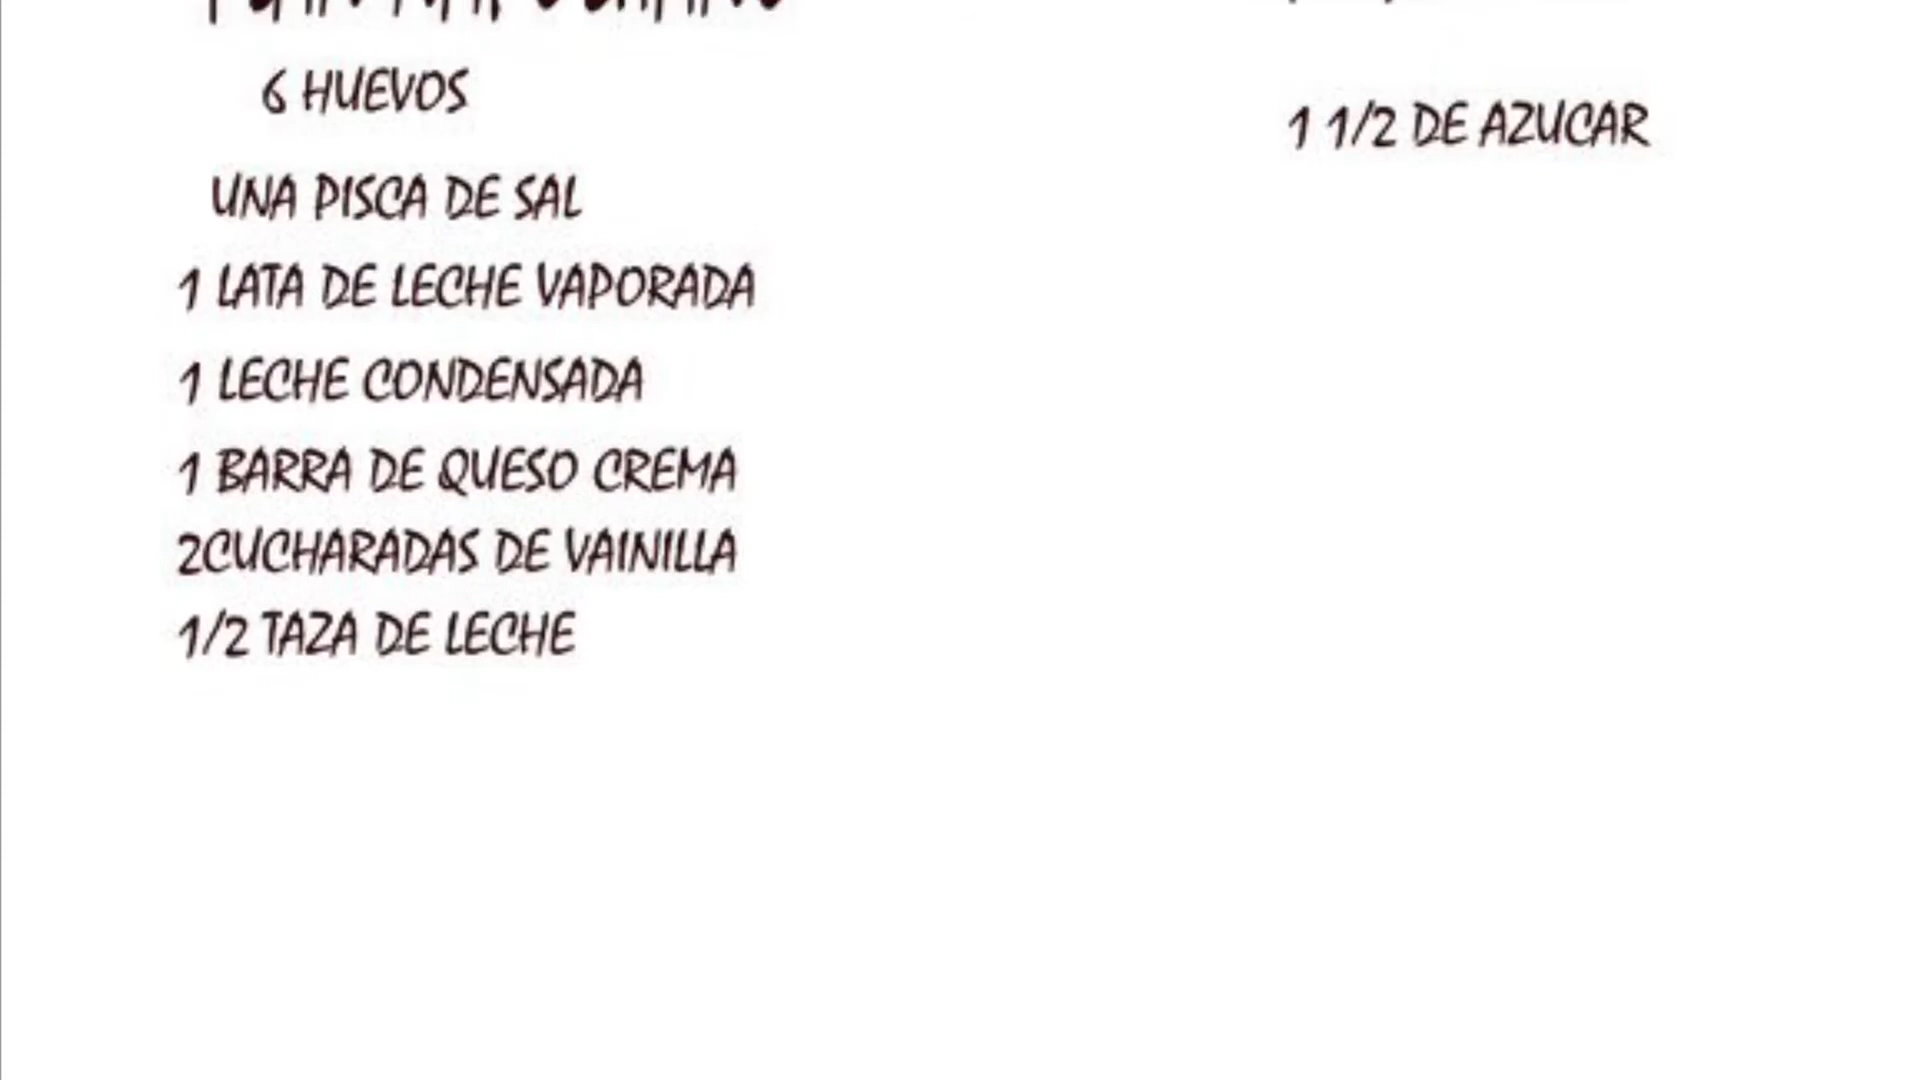 6 HUEVOS
UNA PISCA DE SAL
1 LATA DE LECHE VAPORADA
1 LECHE CONDENSADA
1 BARRA DE QUESO CREMA
2CUCHARADAS DE VAINILLA
1/2 TAZA DE LECHE
1 1/2 DE AZUCAR